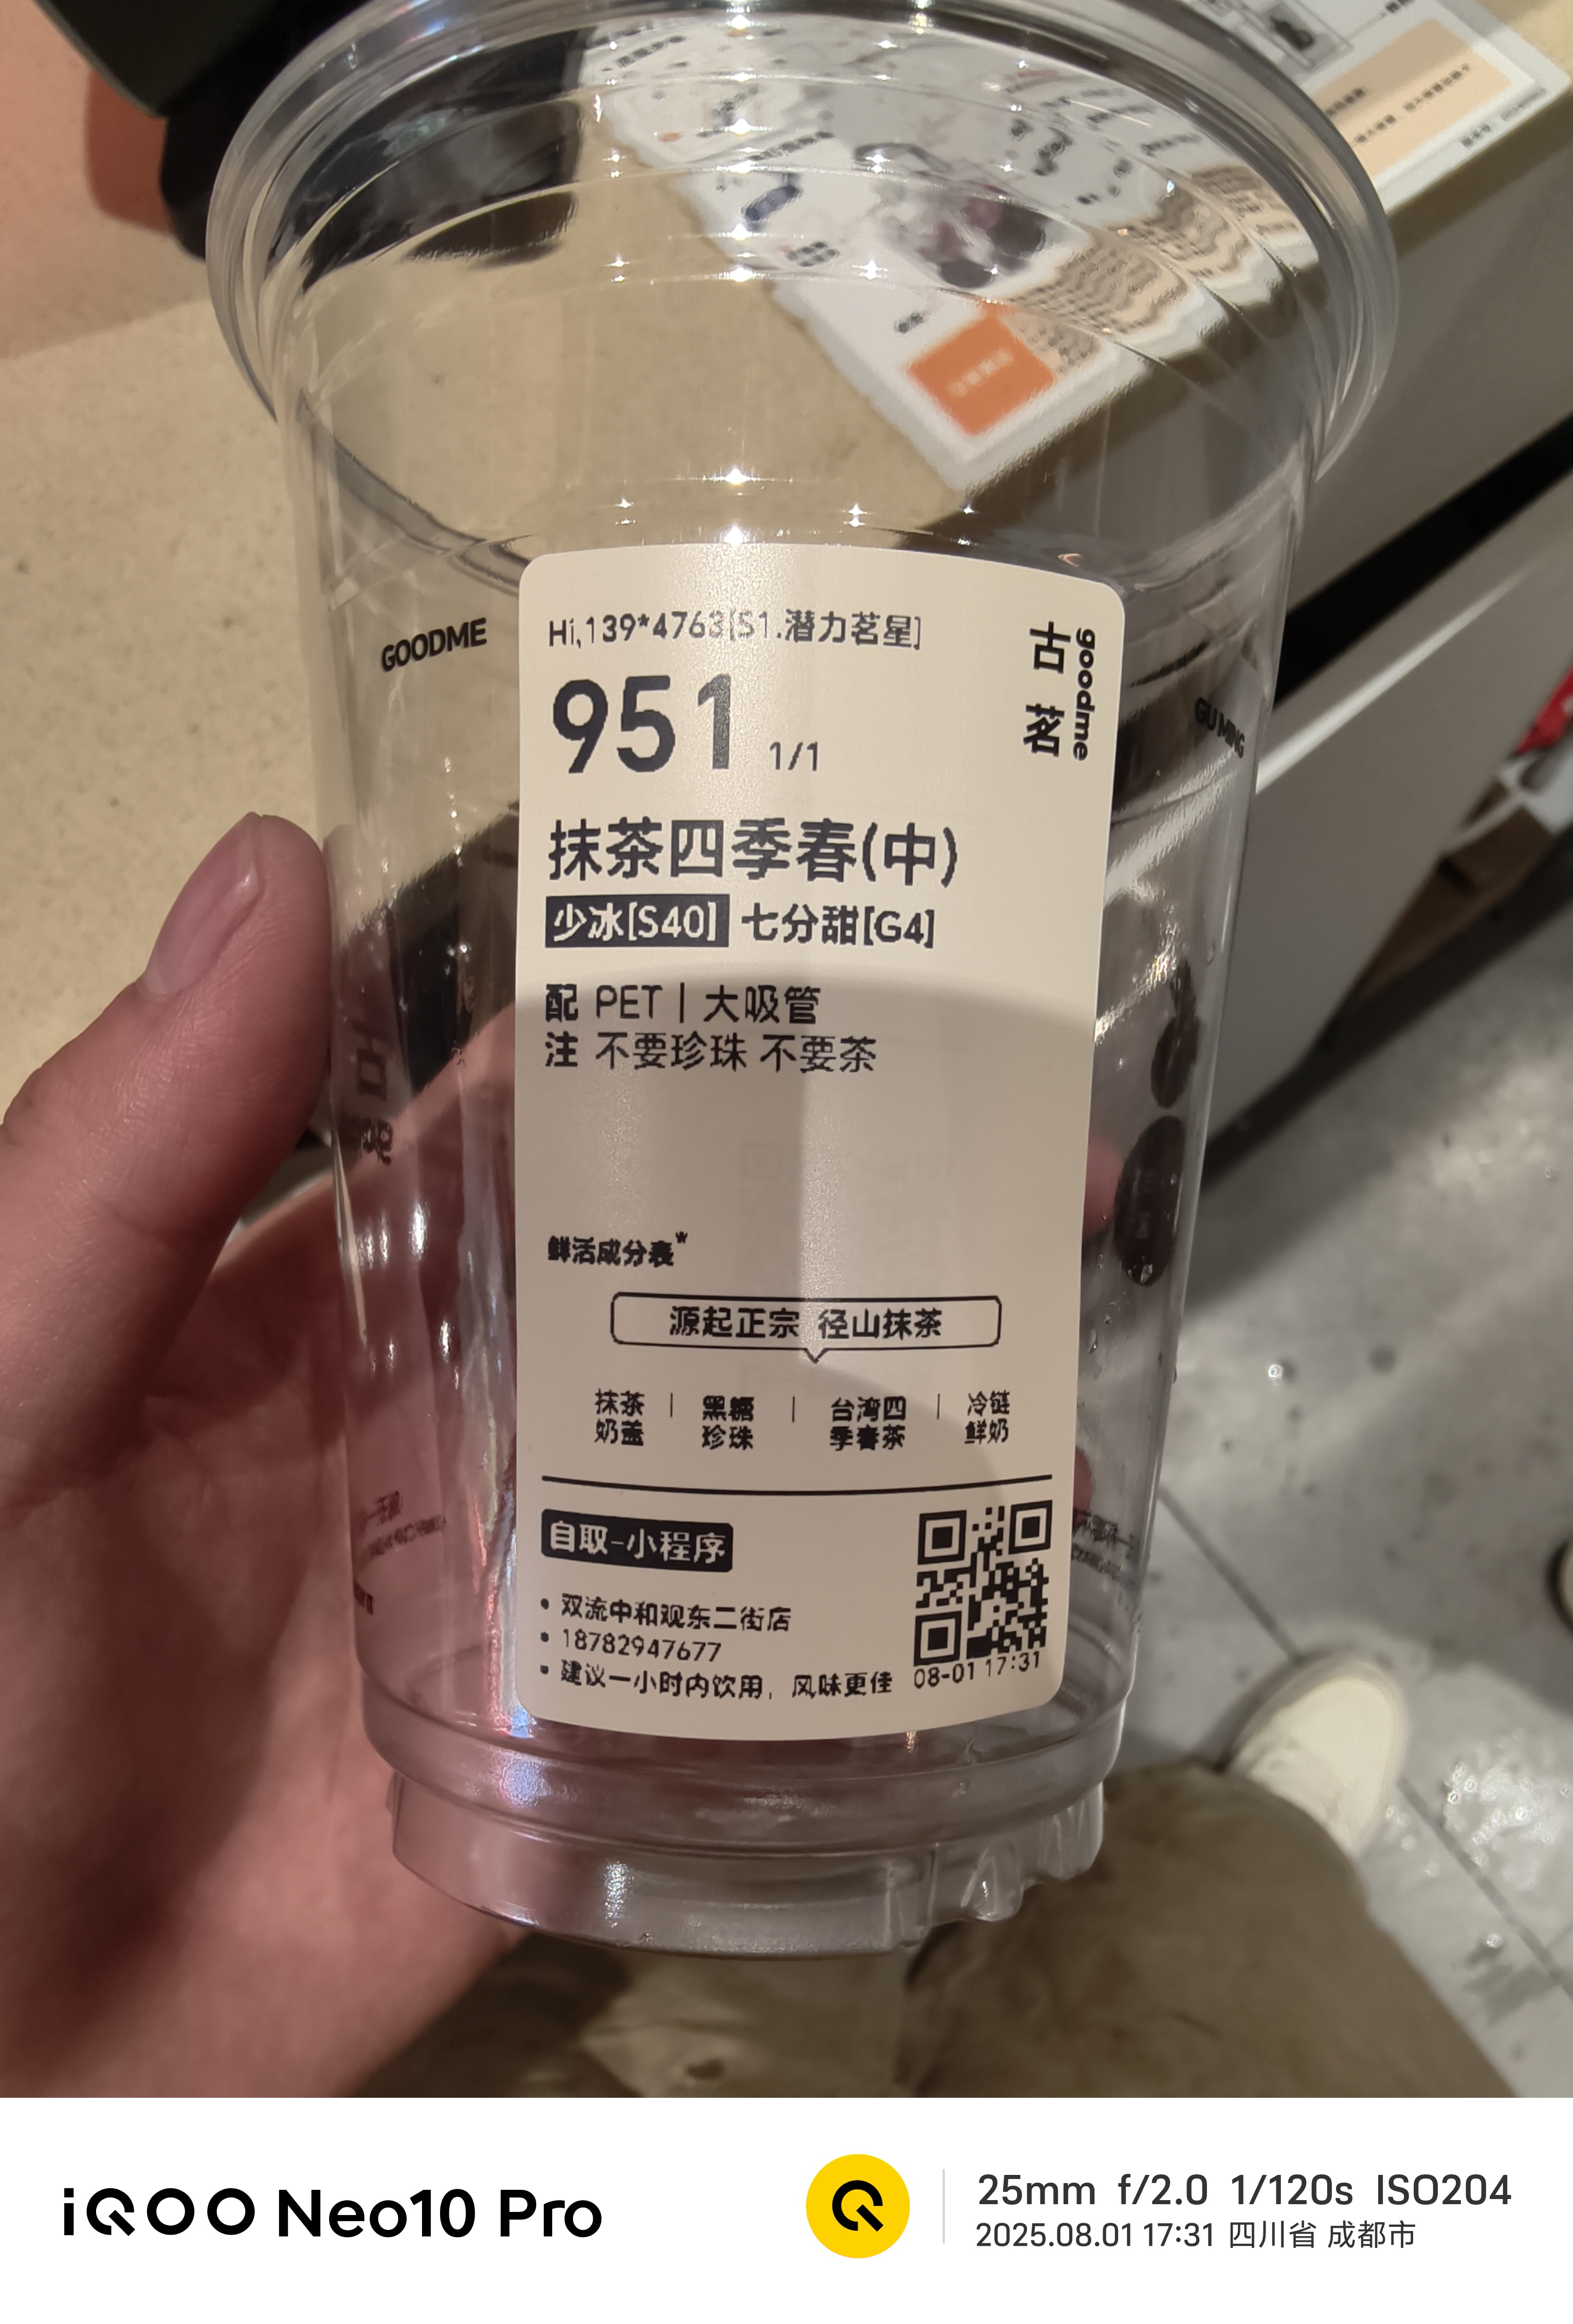 GOODME
Hi,139*4763[S1.潜力茗星]
古茗
goodme
951 1/1
GU MING
抹茶四季春(中)
少冰[S40] 七分甜[G4]
配 PET | 大吸管
注 不要珍珠 不要茶
鲜活成分表*
源起正宗 径山抹茶
抹茶奶盖 | 黑糖珍珠 | 台湾四季春茶 | 冷链鲜奶
自取-小程序
• 双流中和观东二街店
• 18782947677
• 建议一小时内饮用，风味更佳
08-01 17:31
iQOO Neo10 Pro
25mm f/2.0 1/120s ISO204
2025.08.01 17:31 四川省 成都市